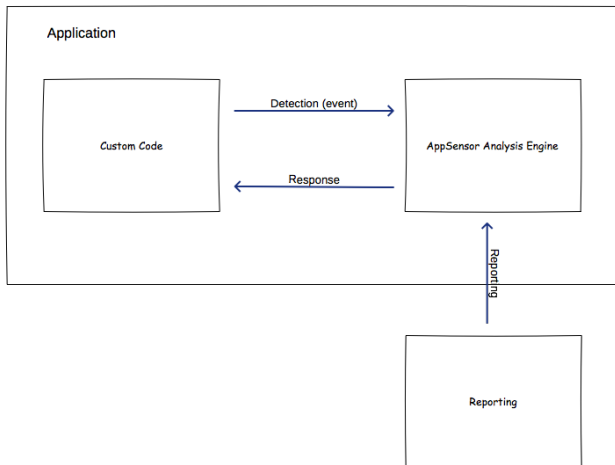 Application
Detection (event)
Custom Code
AppSensor Analysis Engine
Response
Reporting
Reporting